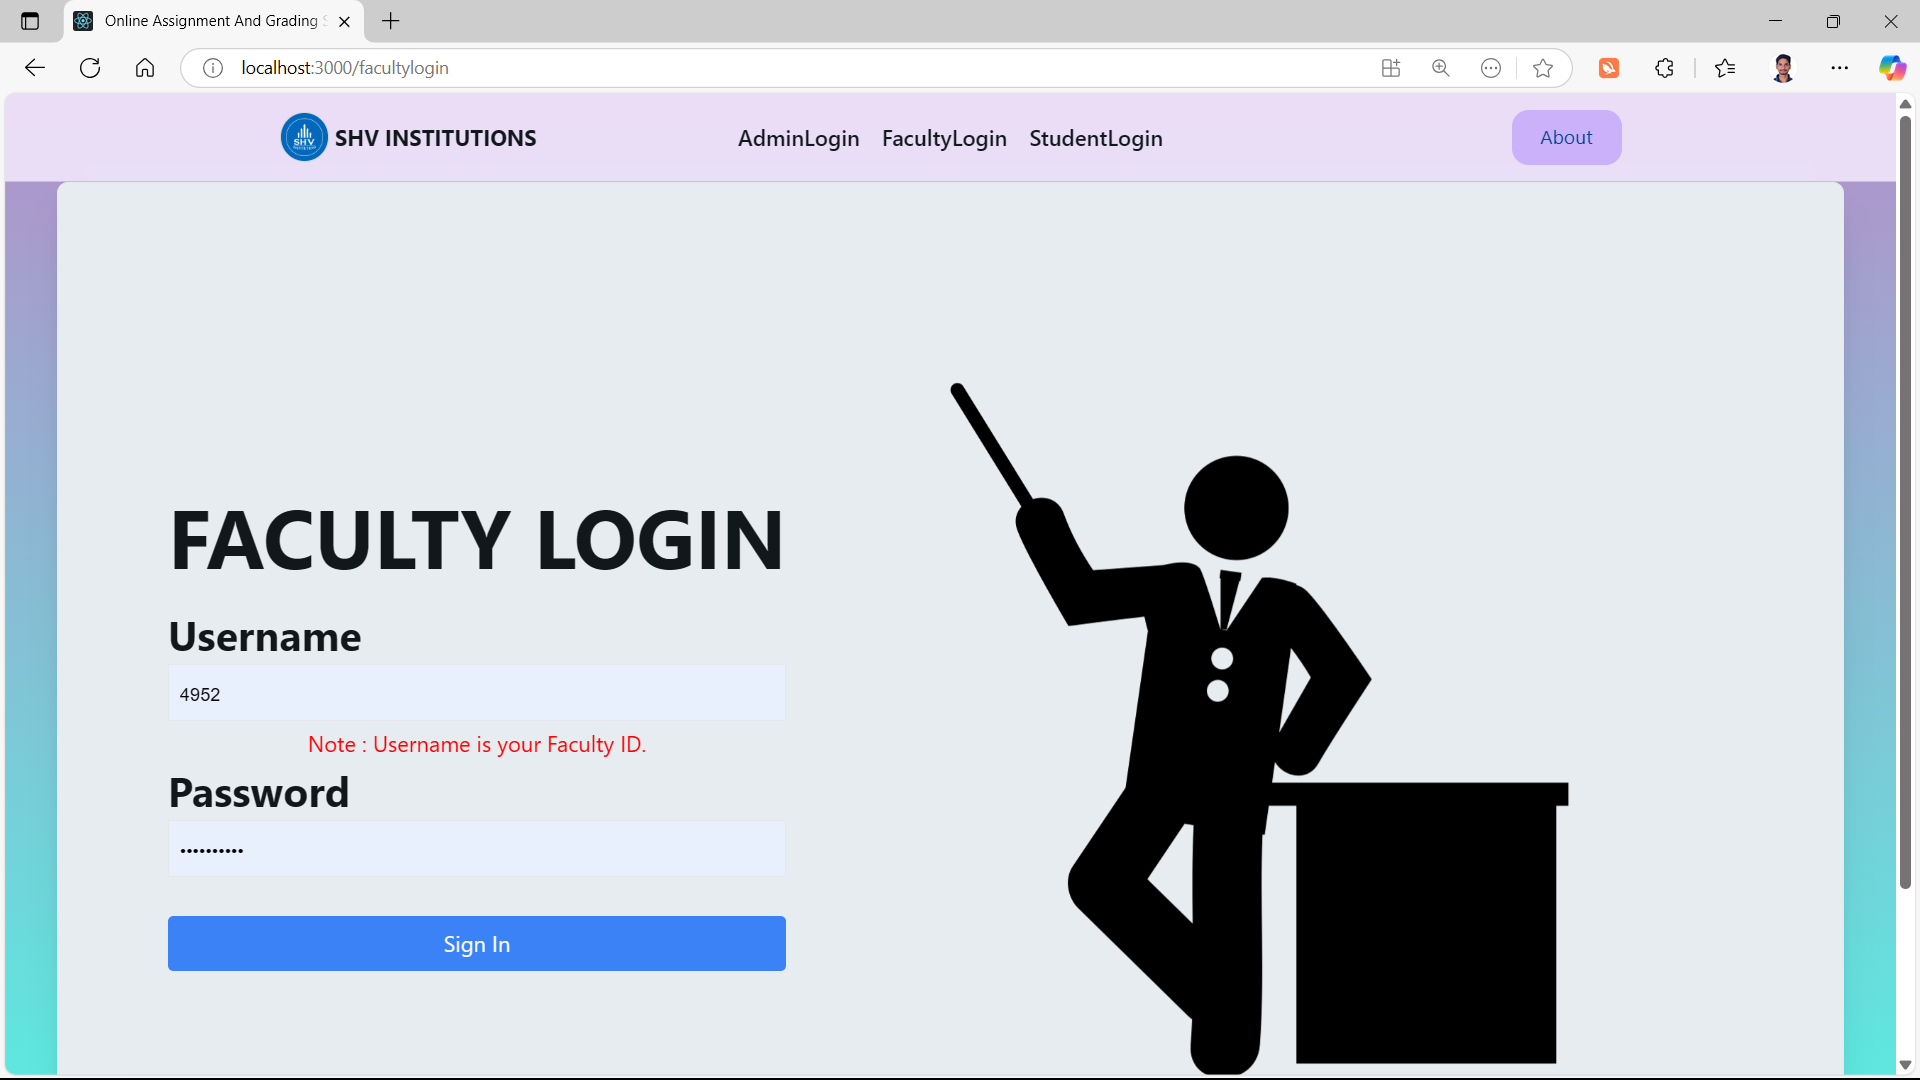 Online Assignment And Grading
localhost:3000/facultylogin
SHV
SHV INSTITUTIONS
AdminLogin
FacultyLogin
StudentLogin
About
FACULTY LOGIN
Username
4952
Note : Username is your Faculty ID.
Password
••••••••••
Sign In